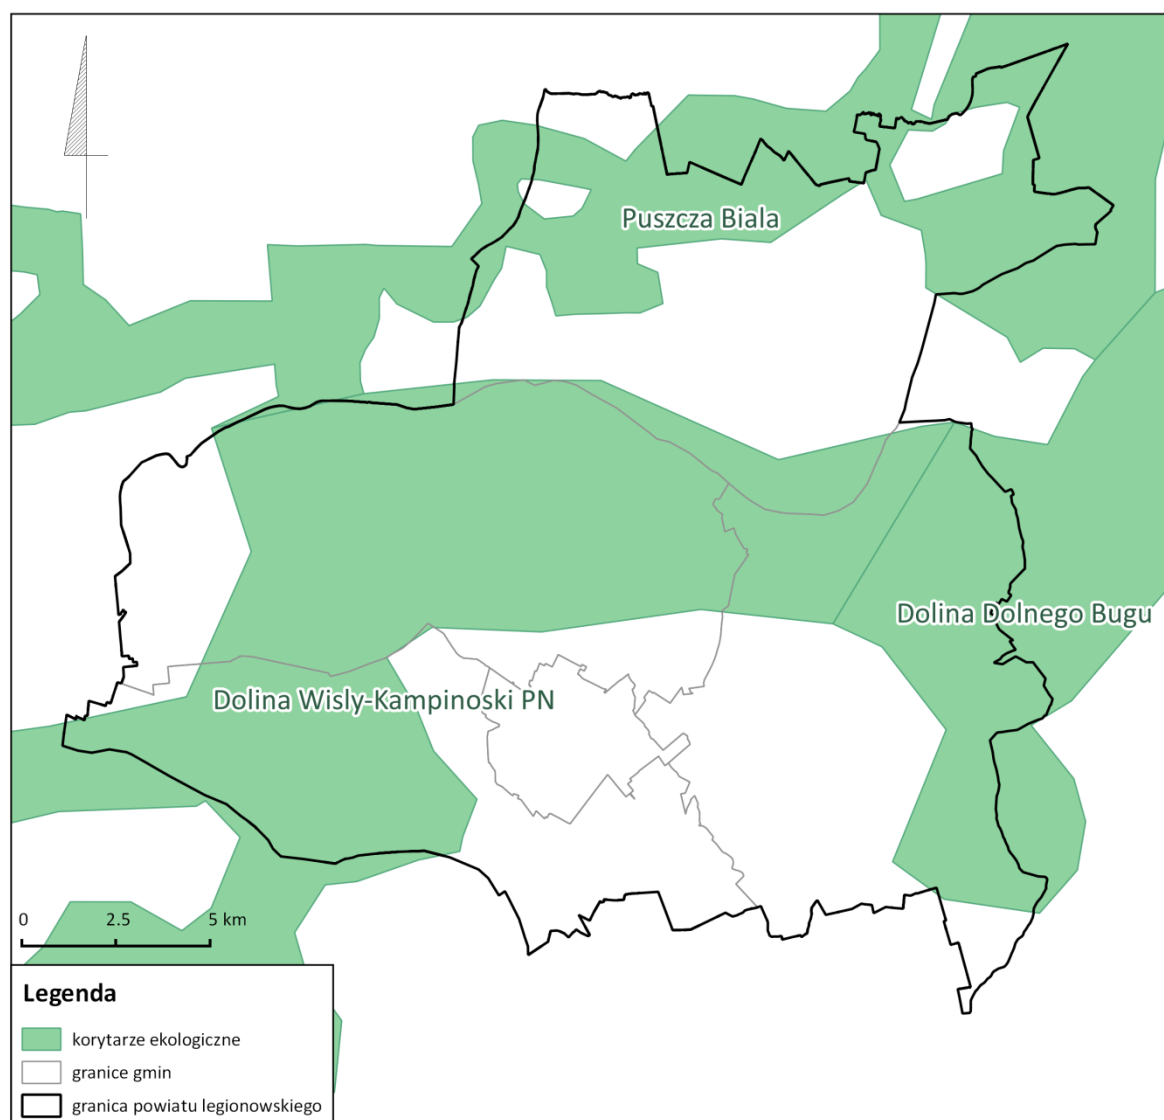 Puszcza Biala
Dolina Dolnego Bugu
Dolina Wisly-Kampinoski PN
0 2.5 5 km
Legenda
korytarze ekologiczne
granice gmin
granica powiatu legionowskiego